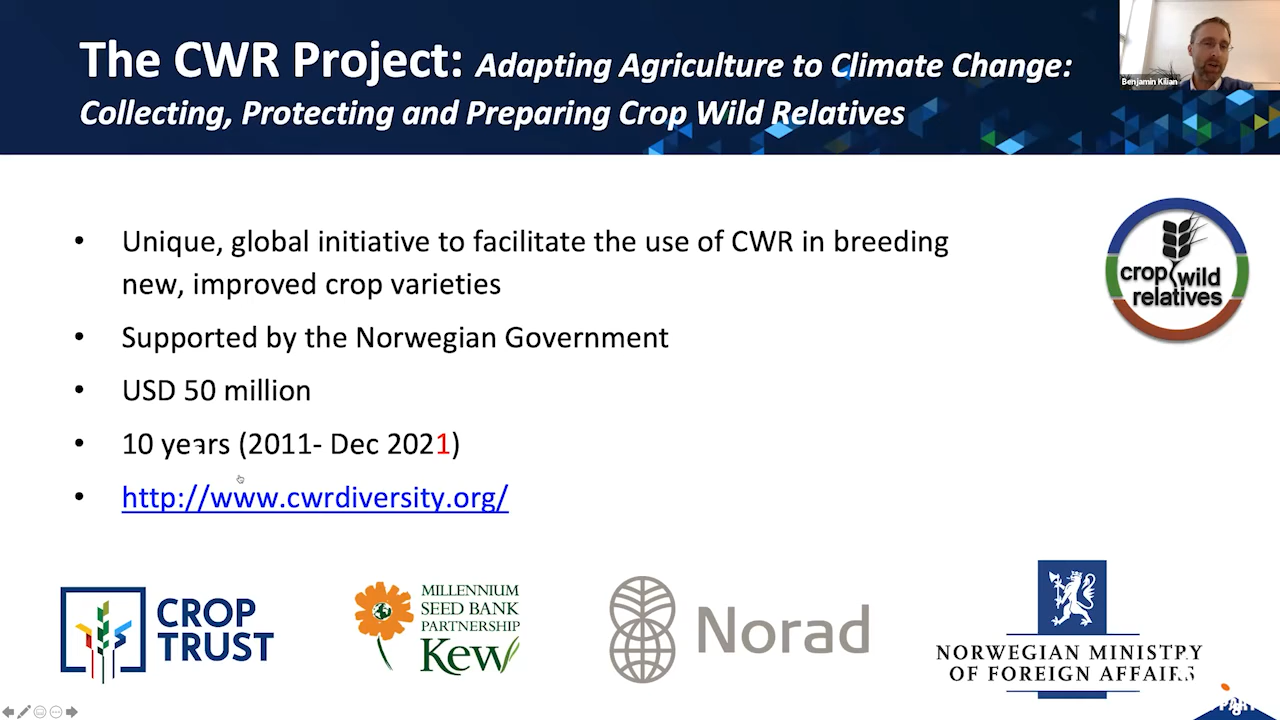 The CWR Project: Adapting Agriculture to Climate Change:
Collecting, Protecting and Preparing Crop Wild Relatives
Benjamin Kilian
• Unique, global initiative to facilitate the use of CWR in breeding
new, improved crop varieties
• Supported by the Norwegian Government
• USD 50 million
• 10 years (2011- Dec 2021)
• http://www.cwrdiversity.org/
crop wild
relatives
CROP
TRUST
MILLENNIUM
SEED BANK
PARTNERSHIP
Kew
Norad
NORWEGIAN MINISTRY
OF FOREIGN AFFAIRS